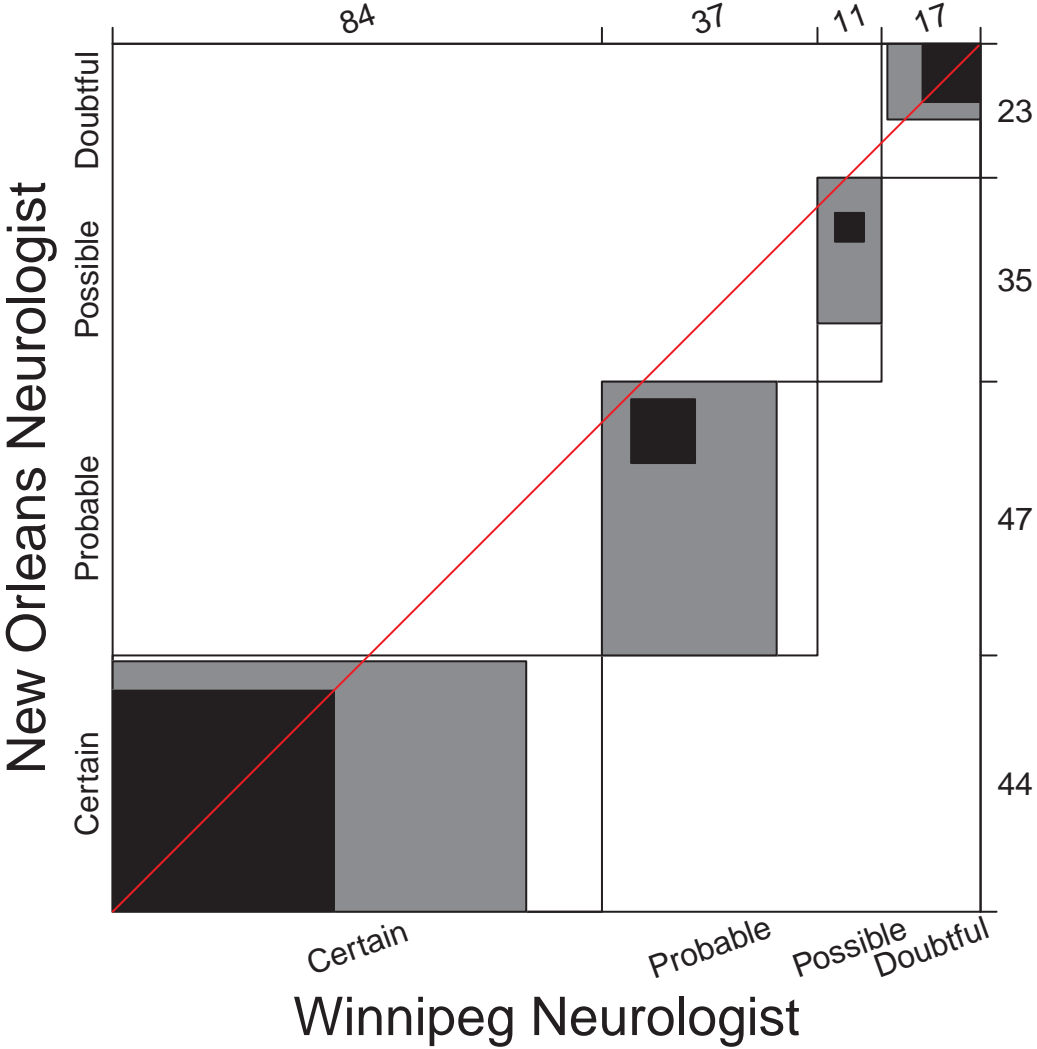 84
37
11
17
Doubtful
23
Possible
35
Probable
47
Certain
44
New Orleans Neurologist
Certain
Probable
Possible
Doubtful
Winnipeg Neurologist